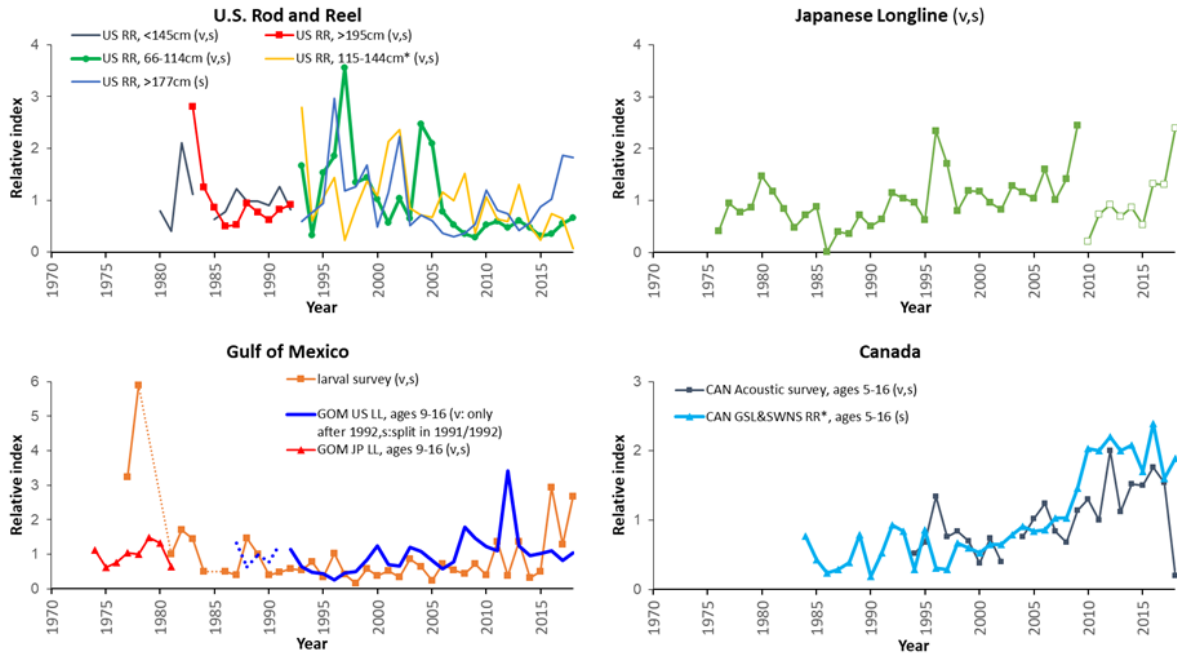 U.S. Rod and Reel
US RR, <145cm (v,s)
US RR, >195cm (v,s)
US RR, 66-114cm (v,s)
US RR, 115-144cm* (v,s)
US RR, >177cm (s)
Relative index
4
3
2
1
0
1970
1975
1980
1985
1990
1995
2000
2005
2010
2015
Year
Japanese Longline (v,s)
Relative index
4
3
2
1
0
1970
1975
1980
1985
1990
1995
2000
2005
2010
2015
Year
Gulf of Mexico
larval survey (v,s)
GOM US LL, ages 9-16 (v: only
after 1992,s:split in 1991/1992)
GOM JP LL, ages 9-16 (v,s)
Relative index
6
5
4
3
2
1
0
1970
1975
1980
1985
1990
1995
2000
2005
2010
2015
Year
Canada
CAN Acoustic survey, ages 5-16 (v,s)
CAN GSL&SWNS RR*, ages 5-16 (s)
Relative index
3
2
1
0
1970
1975
1980
1985
1990
1995
2000
2005
2010
2015
Year